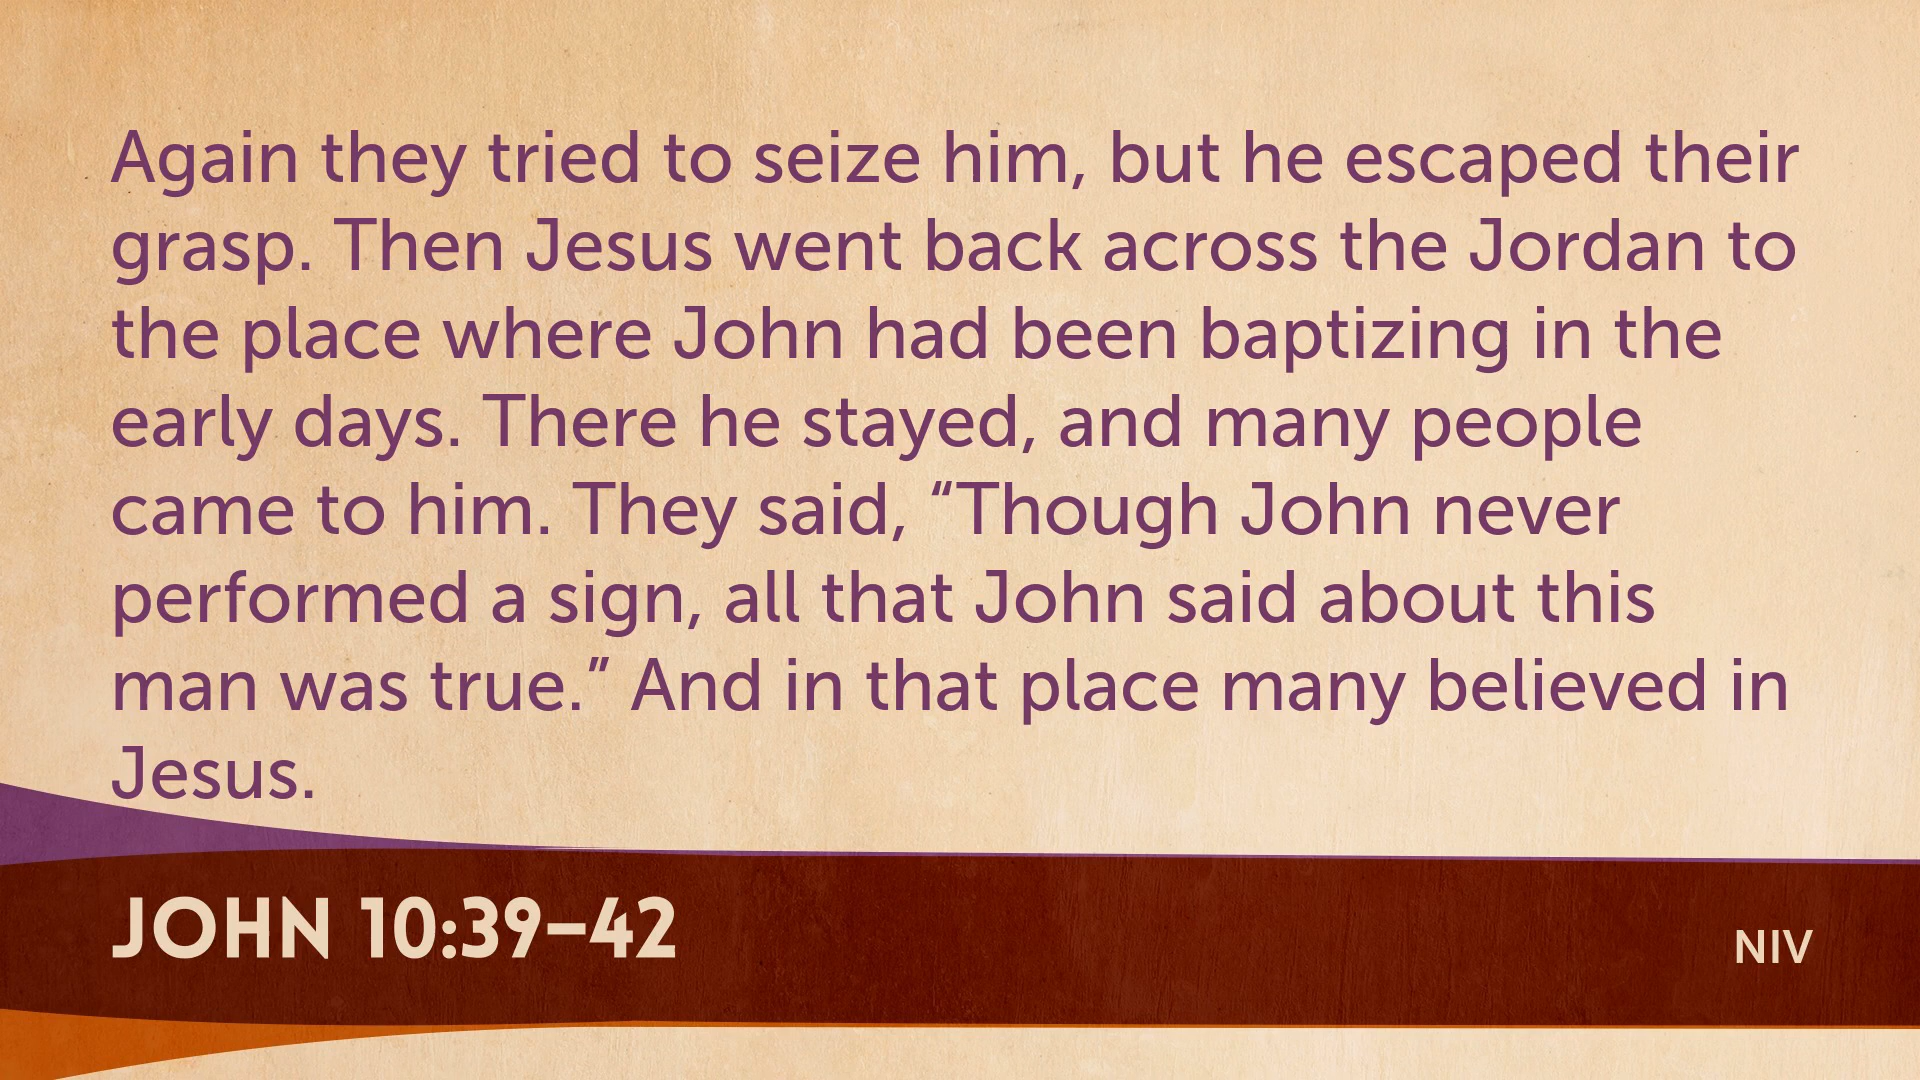 Again they tried to seize him, but he escaped their
grasp. Then Jesus went back across the Jordan to
the place where John had been baptizing in the
early days. There he stayed, and many people
came to him. They said, “Though John never
performed a sign, all that John said about this
man was true.” And in that place many believed in
Jesus.
JOHN 10:39–42
NIV